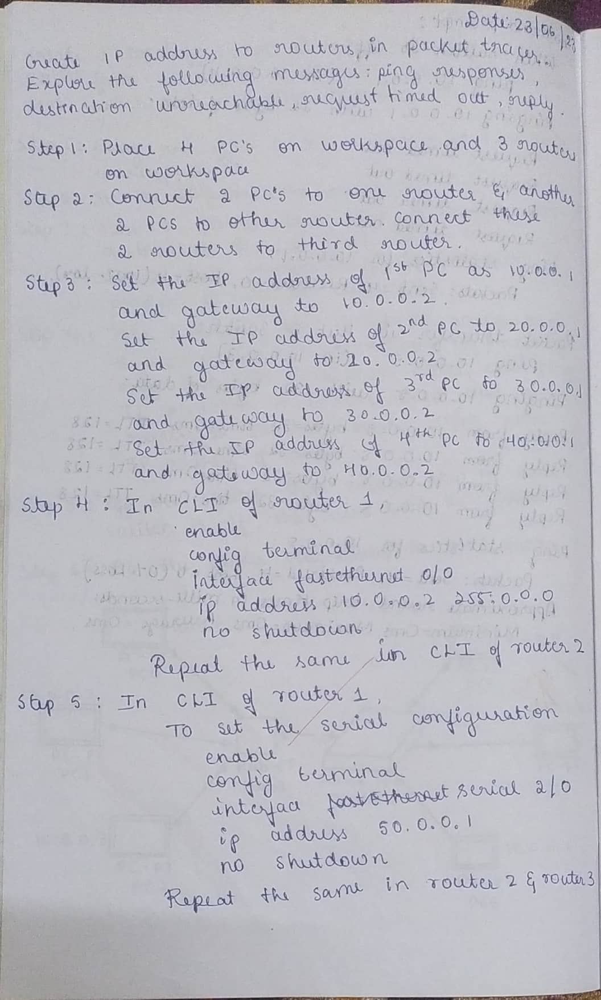 Date: 23/06/23
Create IP address to routers, in packet tracer.
Explore the following messages: ping responses,
destination unreachable, request timed out, reply.
Step 1: Place 4 PC's on workspace and 3 routers
on workspace
Step 2: Connect 2 PC's to one router & another
2 PCs to other router. Connect these
2 routers to third router.
Step 3: Set the IP address of 1st PC as 10.0.0.1
and gateway to 10.0.0.2.
Set the IP address of 2nd PC to 20.0.0.1
and gateway to 20.0.0.2
Set the IP address of 3rd PC to 30.0.0.1
and gateway to 30.0.0.2
Set the IP address of 4th PC to 40.0.0.1
and gateway to 40.0.0.2
Step 4: In CLI of router 1,
enable
config terminal
interface fastethernet 0/0
ip address 10.0.0.2 255.0.0.0
no shutdown
Repeat the same in CLI of router 2
Step 5: In CLI of router 1,
To set the serial configuration
enable
config terminal
interface fastethernet serial 2/0
ip address 50.0.0.1
no shutdown
Repeat the same in router 2 & router 3